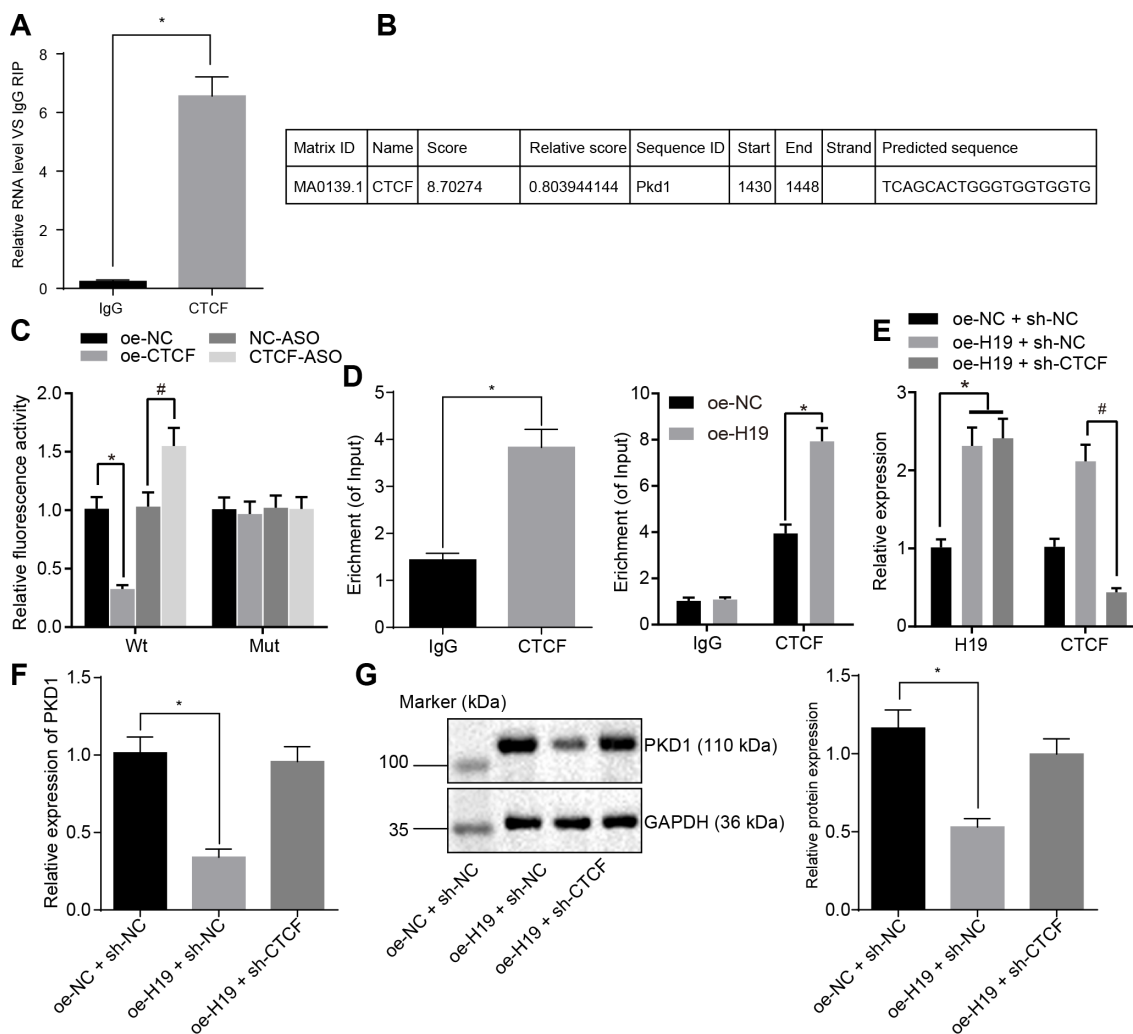 A
*
Relative RNA level VS IgG RIP
8
6
4
2
0
IgG
CTCF
B
Matrix ID Name Score Relative score Sequence ID Start End Strand Predicted sequence
MA0139.1 CTCF 8.70274 0.803944144 Pkd1 1430 1448 TCAGCACTGGGTGGTGGTG
C
oe-NC
oe-CTCF
NC-ASO
CTCF-ASO
Relative fluorescence activity
2.0
1.5
1.0
0.5
0.0
*
#
Wt
Mut
D
Erichment (of Input)
5
4
3
2
1
0
*
IgG
CTCF
Erichment (of Input)
10
8
6
4
2
0
oe-NC
oe-H19
*
IgG
CTCF
E
oe-NC + sh-NC
oe-H19 + sh-NC
oe-H19 + sh-CTCF
Relative expression
3
2
1
0
*
#
H19
CTCF
F
Relative expression of PKD1
1.5
1.0
0.5
0.0
*
oe-NC + sh-NC
oe-H19 + sh-NC
oe-H19 + sh-CTCF
G
Marker (kDa)
100
PKD1 (110 kDa)
35
GAPDH (36 kDa)
oe-NC + sh-NC
oe-H19 + sh-NC
oe-H19 + sh-CTCF
Relative protein expression
1.5
1.0
0.5
0.0
*
oe-NC + sh-NC
oe-H19 + sh-NC
oe-H19 + sh-CTCF